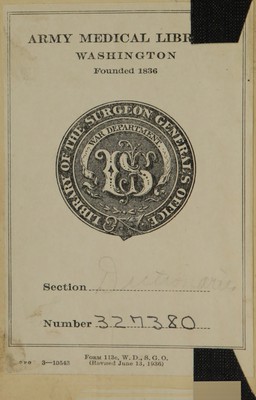 ARMY MEDICAL LIBR
WASHINGTON
Founded 1836
LIBRARY OF THE SURGEON GENERAL'S OFFICE
WAR DEPARTMENT
US
Section
Number 327380
3—10543
FORM 113c, W. D., S. G. O.
(Revised June 13, 1936)